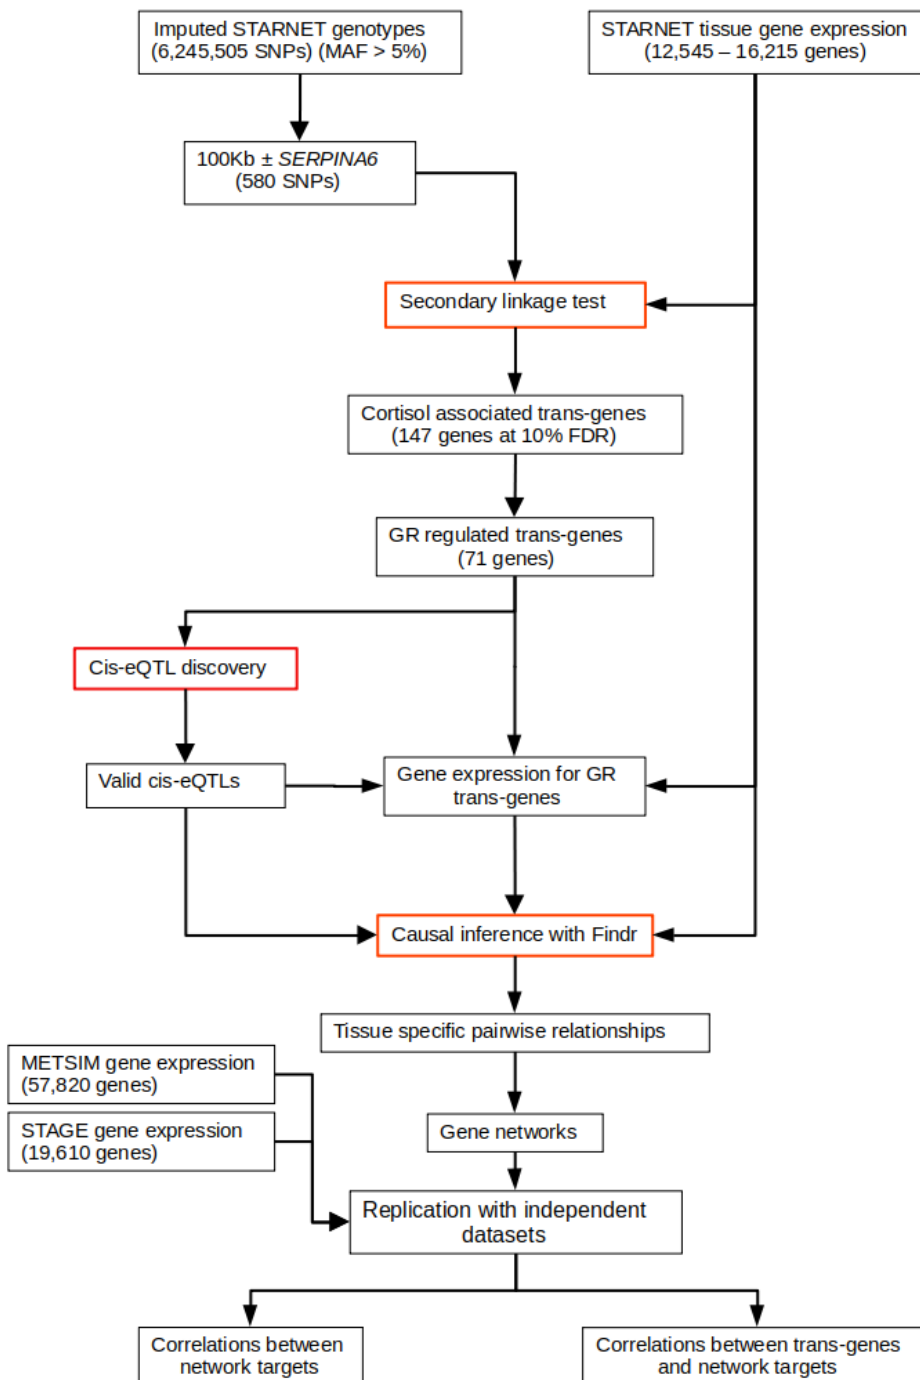 Imputed STARNET genotypes
(6,245,505 SNPs) (MAF > 5%)
STARNET tissue gene expression
(12,545 – 16,215 genes)
100Kb ± SERPINA6
(580 SNPs)
Secondary linkage test
Cortisol associated trans-genes
(147 genes at 10% FDR)
GR regulated trans-genes
(71 genes)
Cis-eQTL discovery
Valid cis-eQTLs
Gene expression for GR
trans-genes
Causal inference with Findr
Tissue specific pairwise relationships
METSIM gene expression
(57,820 genes)
STAGE gene expression
(19,610 genes)
Gene networks
Replication with independent
datasets
Correlations between
network targets
Correlations between trans-genes
and network targets